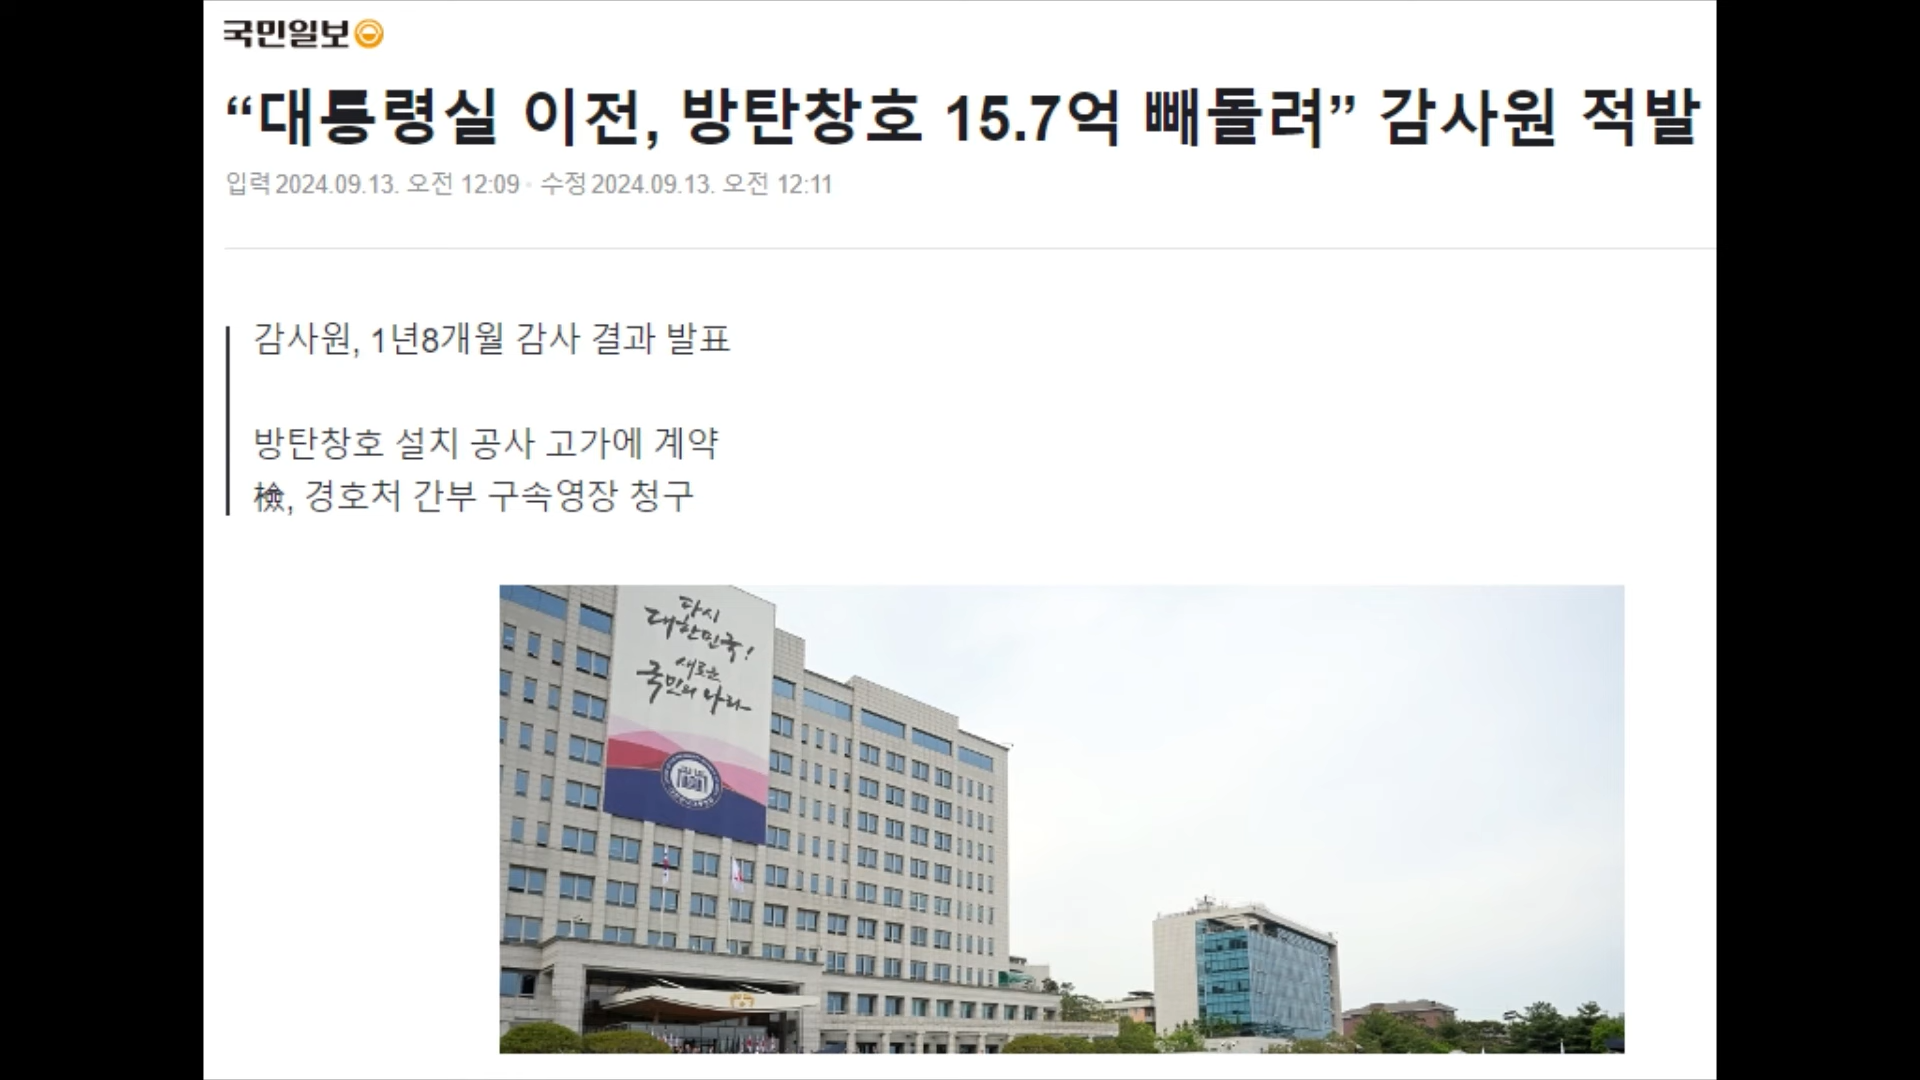 국민일보
“대통령실 이전, 방탄창호 15.7억 빼돌려” 감사원 적발
입력 2024.09.13. 오전 12:09 · 수정 2024.09.13. 오전 12:11
감사원, 1년8개월 감사 결과 발표
방탄창호 설치 공사 고가에 계약
檢, 경호처 간부 구속영장 청구
다시
대한민국!
새로운
국민의 나라